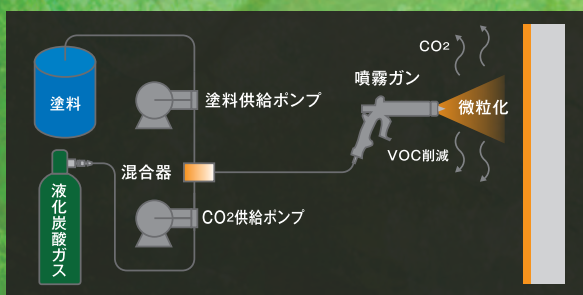 塗料
塗料供給ポンプ
噴霧ガン
CO2
微粒化
VOC削減
混合器
CO2供給ポンプ
液化炭酸ガス